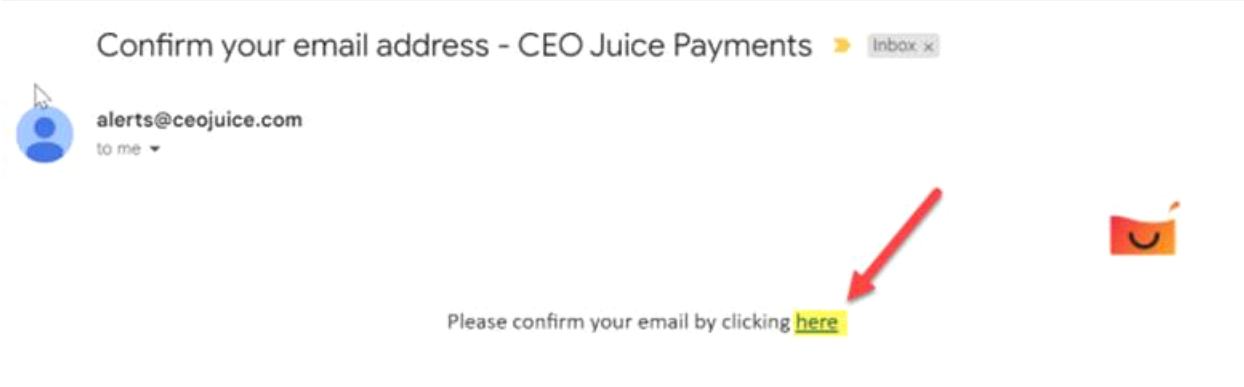 Confirm your email address - CEO Juice Payments Inbox x
alerts@ceojuice.com
to me
Please confirm your email by clicking here